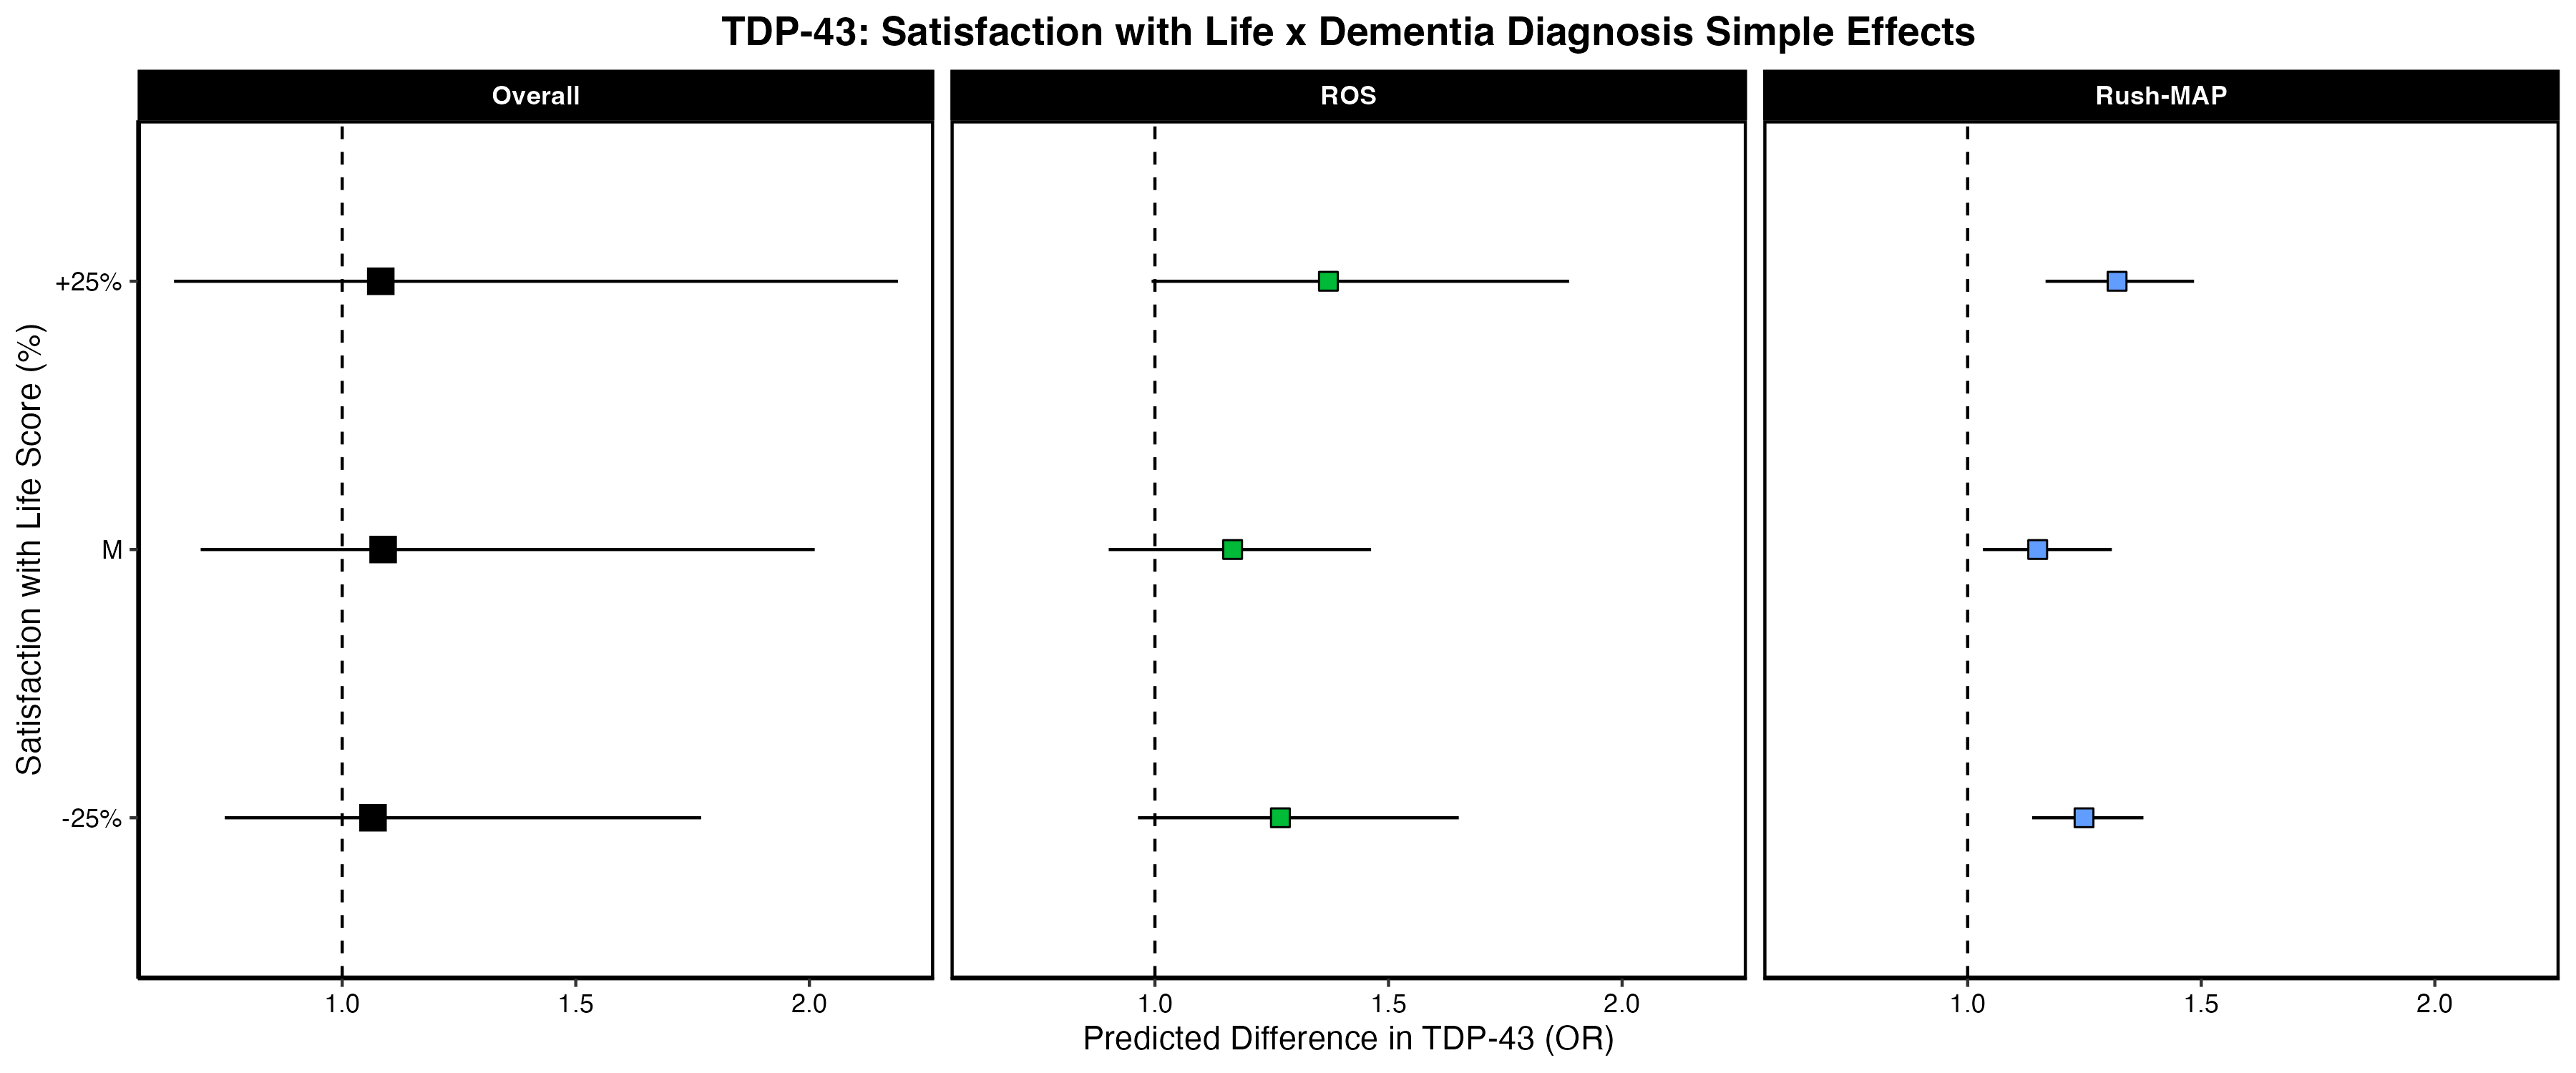 TDP-43: Satisfaction with Life x Dementia Diagnosis Simple Effects
Overall
ROS
Rush-MAP
Satisfaction with Life Score (%)
+25%
M
-25%
1.0 1.5 2.0
1.0 1.5 2.0
1.0 1.5 2.0
Predicted Difference in TDP-43 (OR)